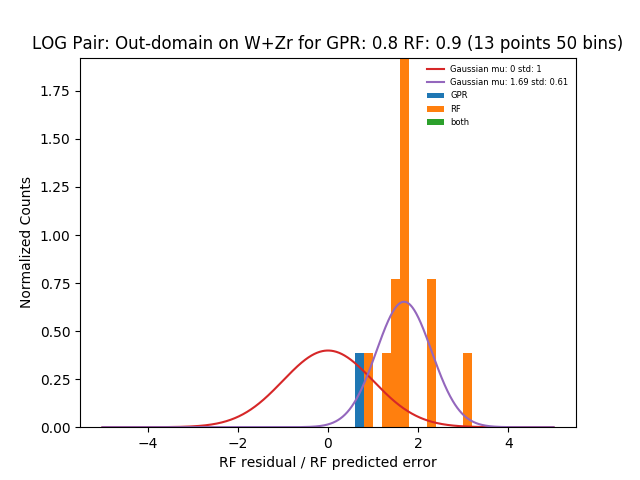 LOG Pair: Out-domain on W+Zr for GPR: 0.8 RF: 0.9 (13 points 50 bins)
Gaussian mu: 0 std: 1
Gaussian mu: 1.69 std: 0.61
GPR
RF
both
Normalized Counts
1.75
1.50
1.25
1.00
0.75
0.50
0.25
0.00
−4
−2
0
2
4
RF residual / RF predicted error